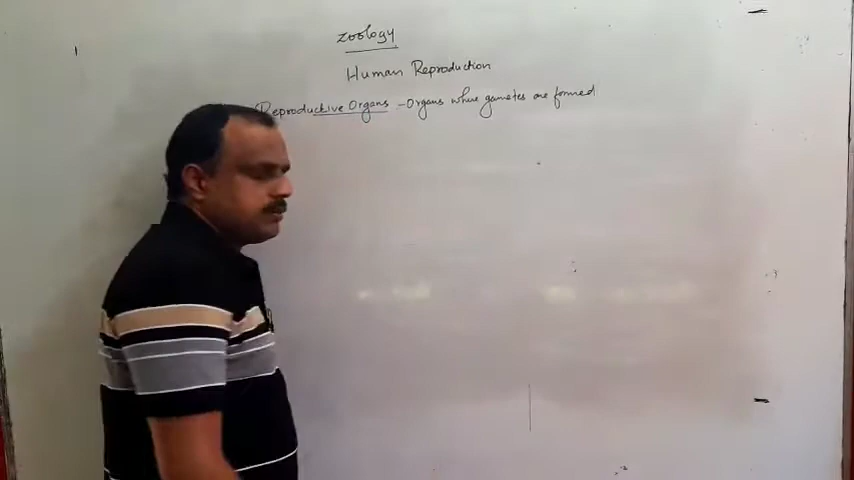 Zoology
Human Reproduction
Reproductive Organs - Organs where gametes are formed